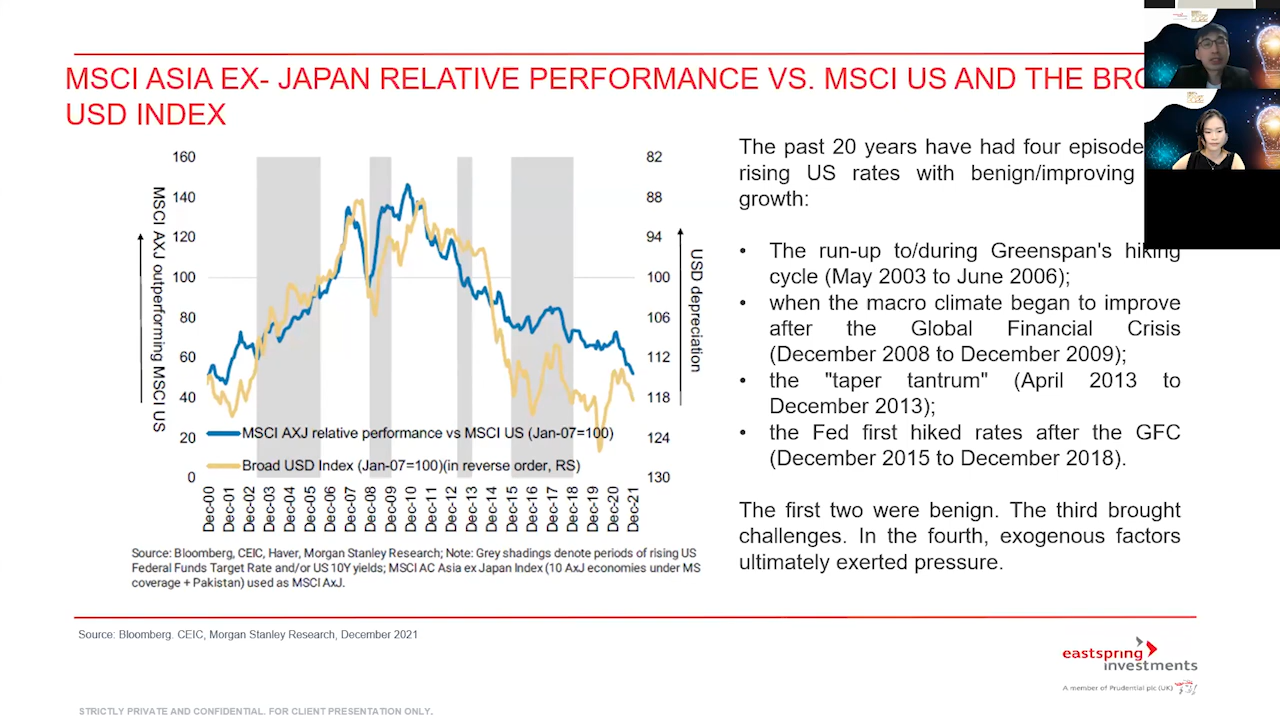 MSCI ASIA EX- JAPAN RELATIVE PERFORMANCE VS. MSCI US AND THE
USD INDEX
160
140
120
100
80
60
40
20
0
MSCI AXJ outperforming MSCI US
82
88
94
100
106
112
118
124
130
USD depreciation
MSCI AXJ relative performance vs MSCI US (Jan-07=100)
Broad USD Index (Jan-07=100)(in reverse order, RS)
Dec-00
Dec-01
Dec-02
Dec-03
Dec-04
Dec-05
Dec-06
Dec-07
Dec-08
Dec-09
Dec-10
Dec-11
Dec-12
Dec-13
Dec-14
Dec-15
Dec-16
Dec-17
Dec-18
Dec-19
Dec-20
Dec-21
Source: Bloomberg, CEIC, Haver, Morgan Stanley Research; Note: Grey shadings denote periods of rising US
Federal Funds Target Rate and/or US 10Y yields; MSCI AC Asia ex Japan Index (10 AxJ economies under MS
coverage + Pakistan) used as MSCI AxJ.
The past 20 years have had four
rising US rates with benign/improving
growth:
• The run-up to/during Greenspan's hiking
cycle (May 2003 to June 2006);
• when the macro climate began to improve
after the Global Financial Crisis
(December 2008 to December 2009);
• the "taper tantrum" (April 2013 to
December 2013);
• the Fed first hiked rates after the GFC
(December 2015 to December 2018).
The first two were benign. The third brought
challenges. In the fourth, exogenous factors
ultimately exerted pressure.
Source: Bloomberg. CEIC, Morgan Stanley Research, December 2021
eastspring
investments
A member of Prudential plc (UK)
STRICTLY PRIVATE AND CONFIDENTIAL. FOR CLIENT PRESENTATION ONLY.